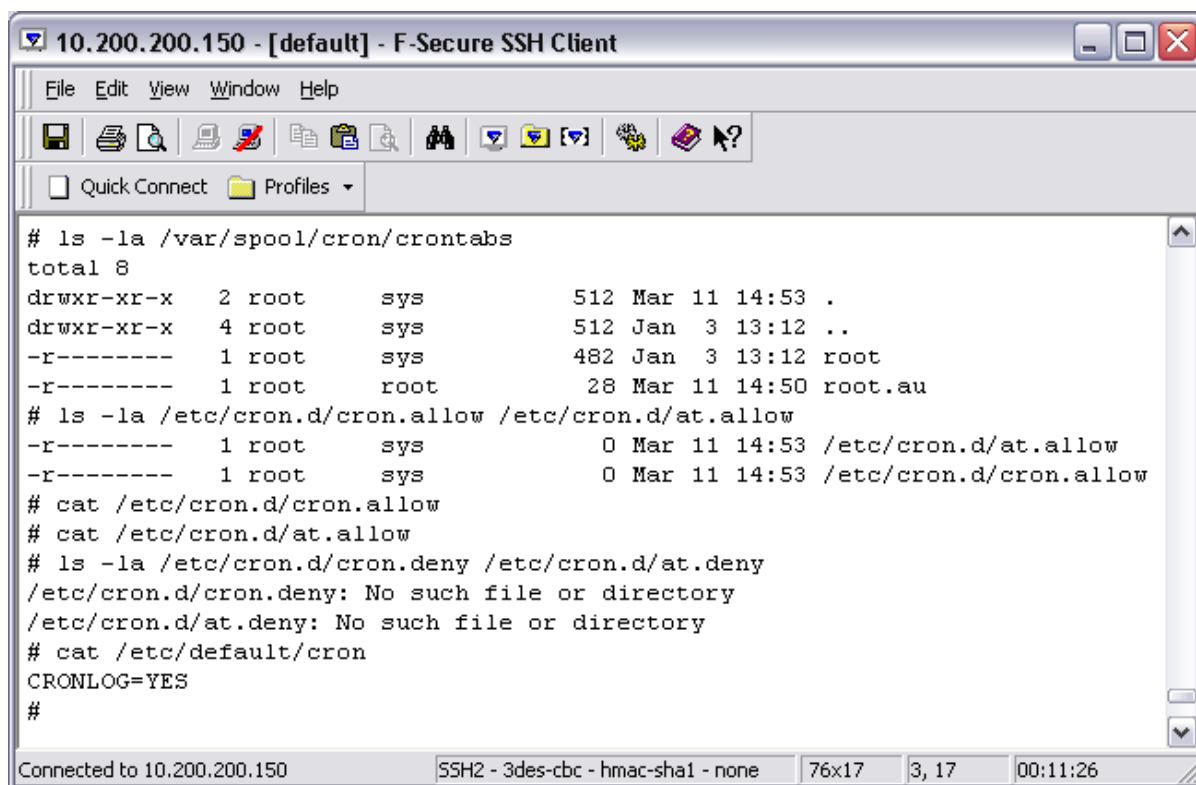 10.200.200.150 - [default] - F-Secure SSH Client
File Edit View Window Help
Quick Connect Profiles
# ls -la /var/spool/cron/crontabs
total 8
drwxr-xr-x 2 root sys 512 Mar 11 14:53 .
drwxr-xr-x 4 root sys 512 Jan 3 13:12 ..
-r-------- 1 root sys 482 Jan 3 13:12 root
-r-------- 1 root root 28 Mar 11 14:50 root.au
# ls -la /etc/cron.d/cron.allow /etc/cron.d/at.allow
-r-------- 1 root sys 0 Mar 11 14:53 /etc/cron.d/at.allow
-r-------- 1 root sys 0 Mar 11 14:53 /etc/cron.d/cron.allow
# cat /etc/cron.d/cron.allow
# cat /etc/cron.d/at.allow
# ls -la /etc/cron.d/cron.deny /etc/cron.d/at.deny
/etc/cron.d/cron.deny: No such file or directory
/etc/cron.d/at.deny: No such file or directory
# cat /etc/default/cron
CRONLOG=YES
#
Connected to 10.200.200.150 SSH2 - 3des-cbc - hmac-sha1 - none 76x17 3, 17 00:11:26